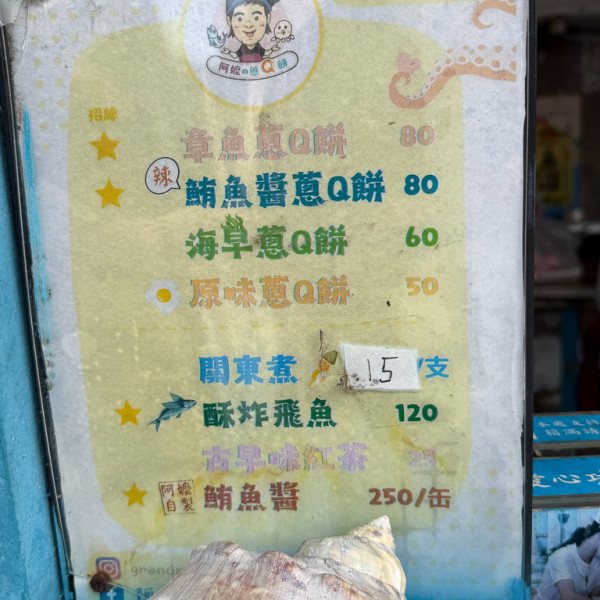 阿嬤の蔥Q餅
招牌
章魚蔥Q餅 80
辣 鮪魚醬蔥Q餅 80
海旱蔥Q餅 60
原味蔥Q餅 50
關東煮 15/支
酥炸飛魚 120
古早味紅茶 25
阿嬤自製 鮪魚醬 250/缶
grand